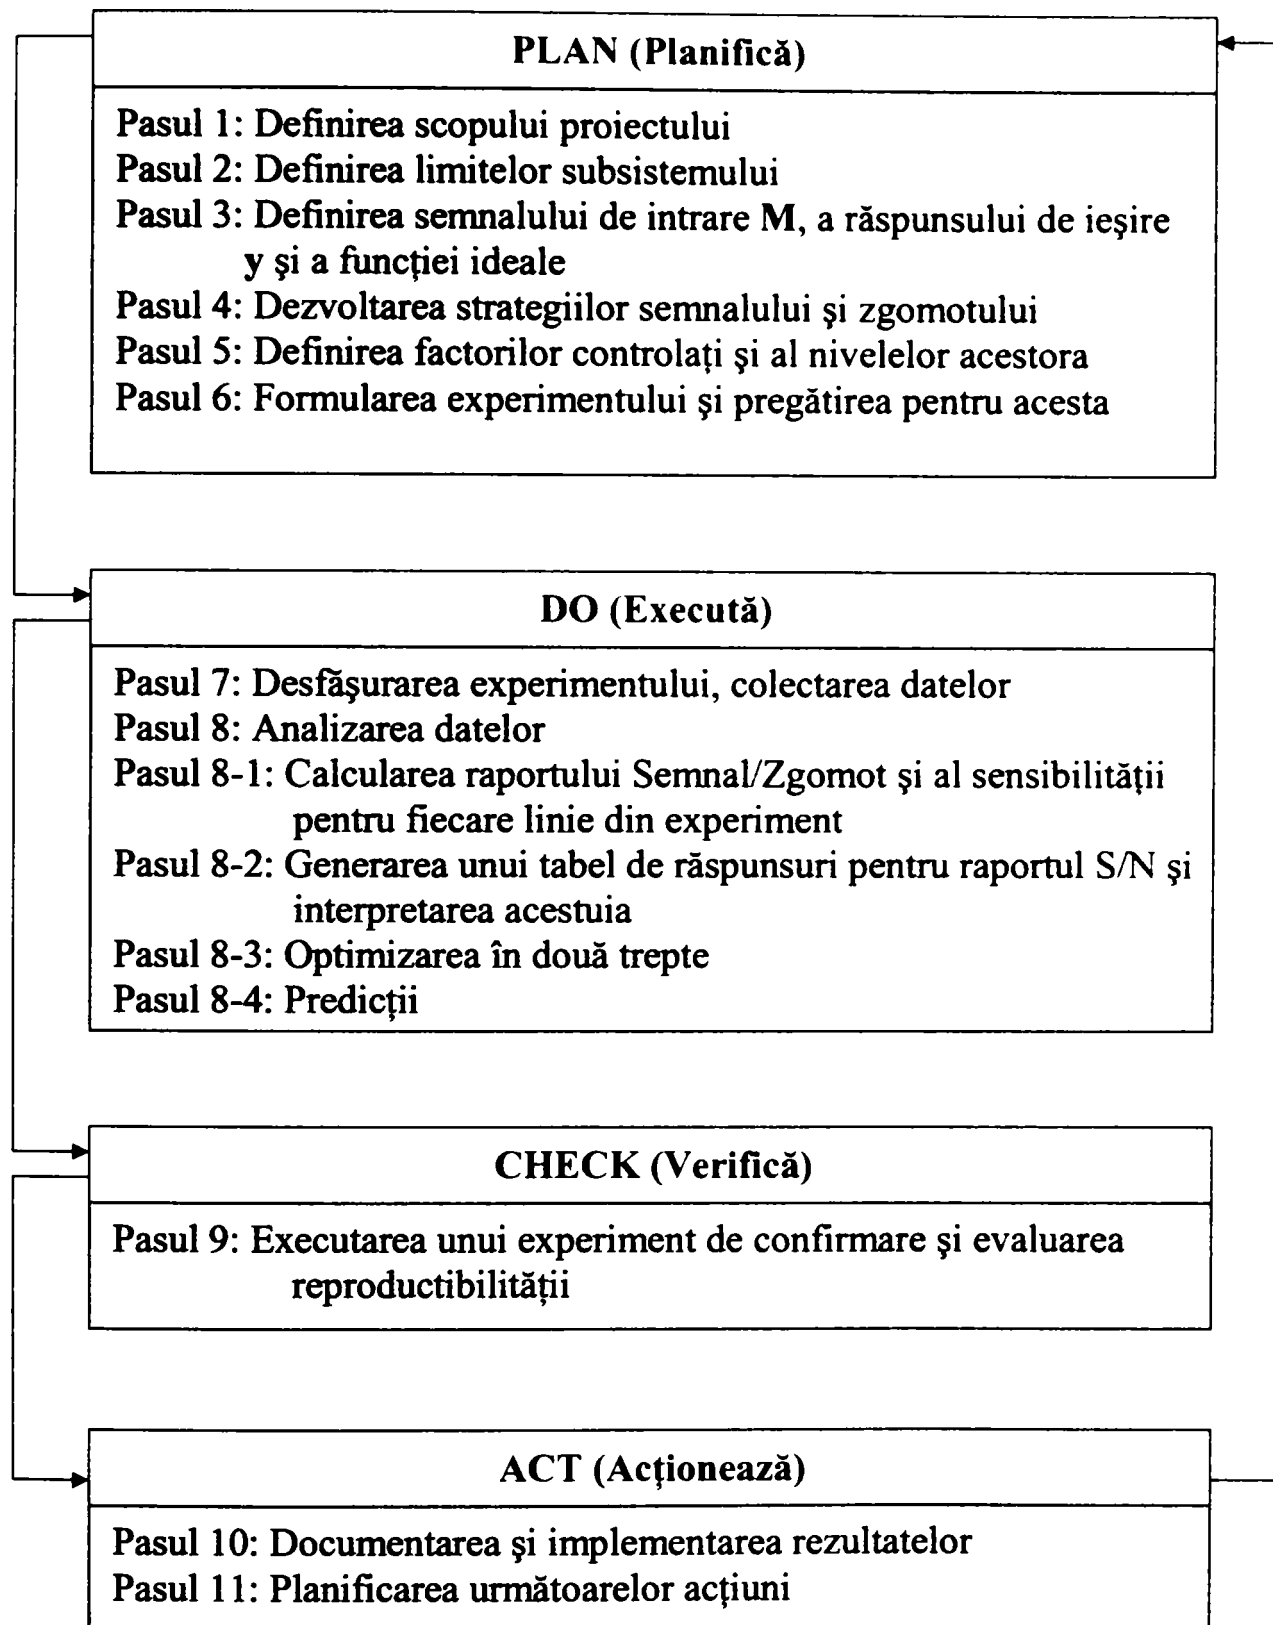 PLAN (Planifică)
Pasul 1: Definirea scopului proiectului
Pasul 2: Definirea limitelor subsistemului
Pasul 3: Definirea semnalului de intrare M, a răspunsului de ieşire
y şi a funcţiei ideale
Pasul 4: Dezvoltarea strategiilor semnalului şi zgomotului
Pasul 5: Definirea factorilor controlaţi şi al nivelelor acestora
Pasul 6: Formularea experimentului şi pregătirea pentru acesta
DO (Execută)
Pasul 7: Desfăşurarea experimentului, colectarea datelor
Pasul 8: Analizarea datelor
Pasul 8-1: Calcularea raportului Semnal/Zgomot şi al sensibilităţii
pentru fiecare linie din experiment
Pasul 8-2: Generarea unui tabel de răspunsuri pentru raportul S/N şi
interpretarea acestuia
Pasul 8-3: Optimizarea în două trepte
Pasul 8-4: Predicţii
CHECK (Verifică)
Pasul 9: Executarea unui experiment de confirmare şi evaluarea
reproductibilităţii
ACT (Acţionează)
Pasul 10: Documentarea şi implementarea rezultatelor
Pasul 11: Planificarea următoarelor acţiuni